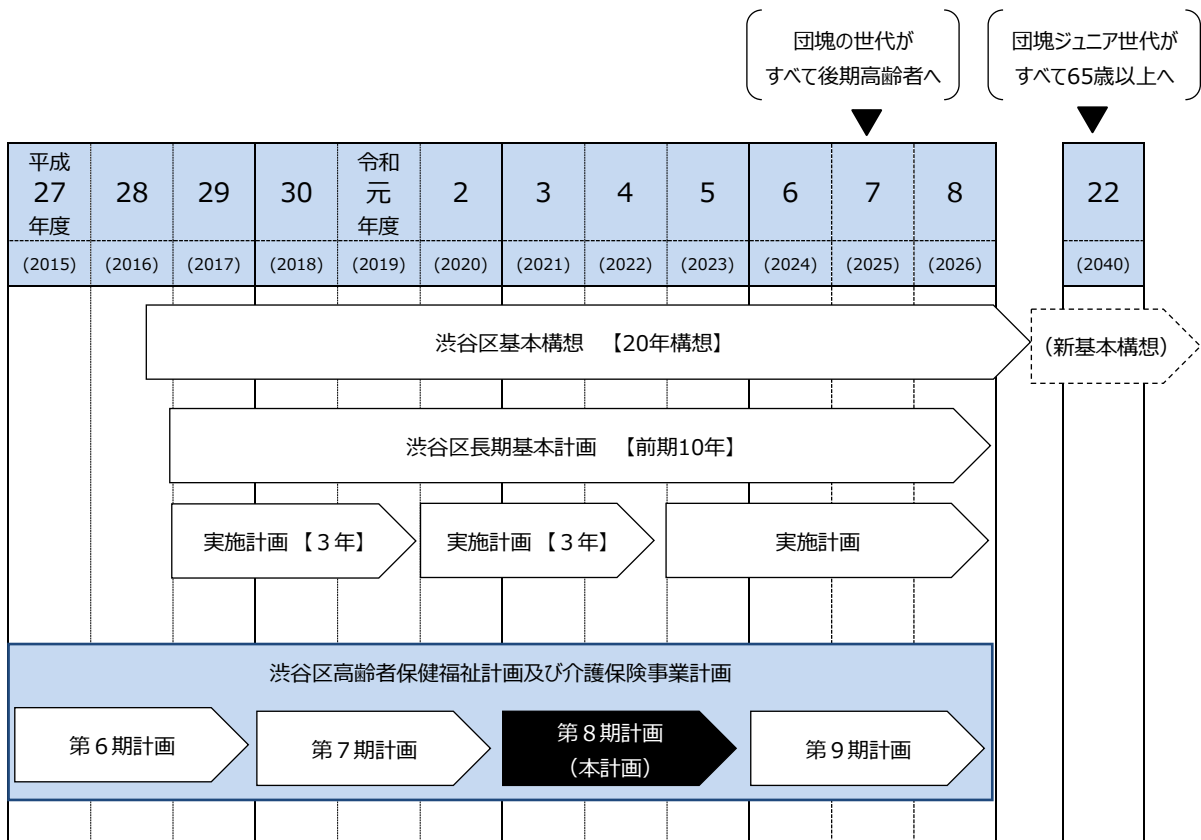 団塊の世代が
すべて後期高齢者へ
団塊ジュニア世代が
すべて65歳以上へ
平成
27
年度
28
29
30
令和
元
年度
2
3
4
5
6
7
8
22
(2015)
(2016)
(2017)
(2018)
(2019)
(2020)
(2021)
(2022)
(2023)
(2024)
(2025)
(2026)
(2040)
渋谷区基本構想 【20年構想】
(新基本構想)
渋谷区長期基本計画 【前期10年】
実施計画【３年】
実施計画【３年】
実施計画
渋谷区高齢者保健福祉計画及び介護保険事業計画
第６期計画
第７期計画
第８期計画
（本計画）
第９期計画